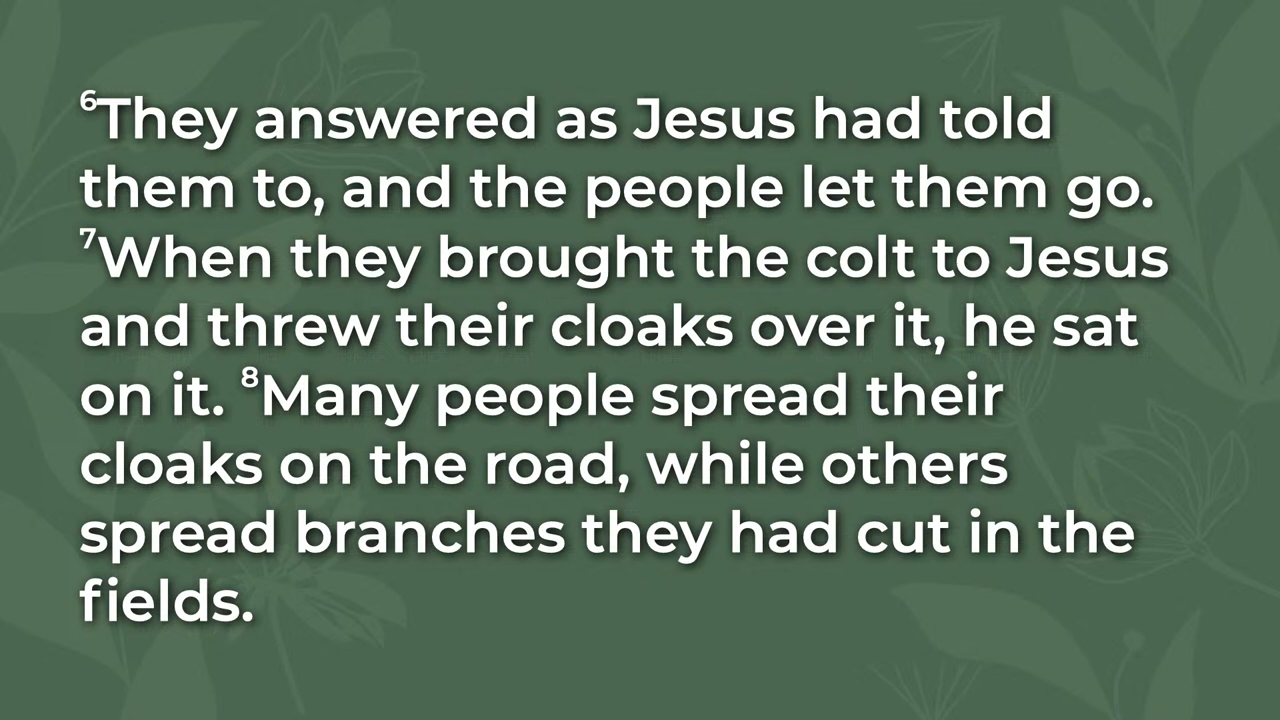 ⁶They answered as Jesus had told
them to, and the people let them go.
⁷When they brought the colt to Jesus
and threw their cloaks over it, he sat
on it. ⁸Many people spread their
cloaks on the road, while others
spread branches they had cut in the
fields.